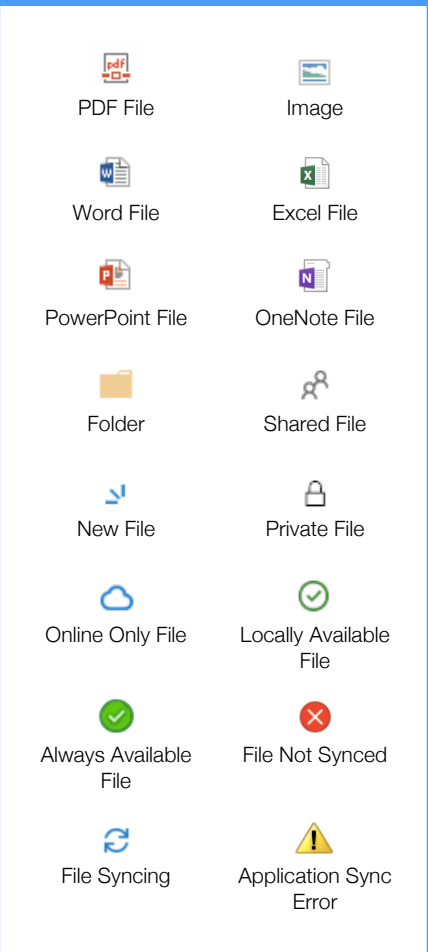 pdf
PDF File
Image
W
X
Word File
Excel File
P
N
PowerPoint File
OneNote File
Folder
Shared File
New File
Private File
Online Only File
Locally Available
File
Always Available
File
File Not Synced
File Syncing
!
Application Sync
Error